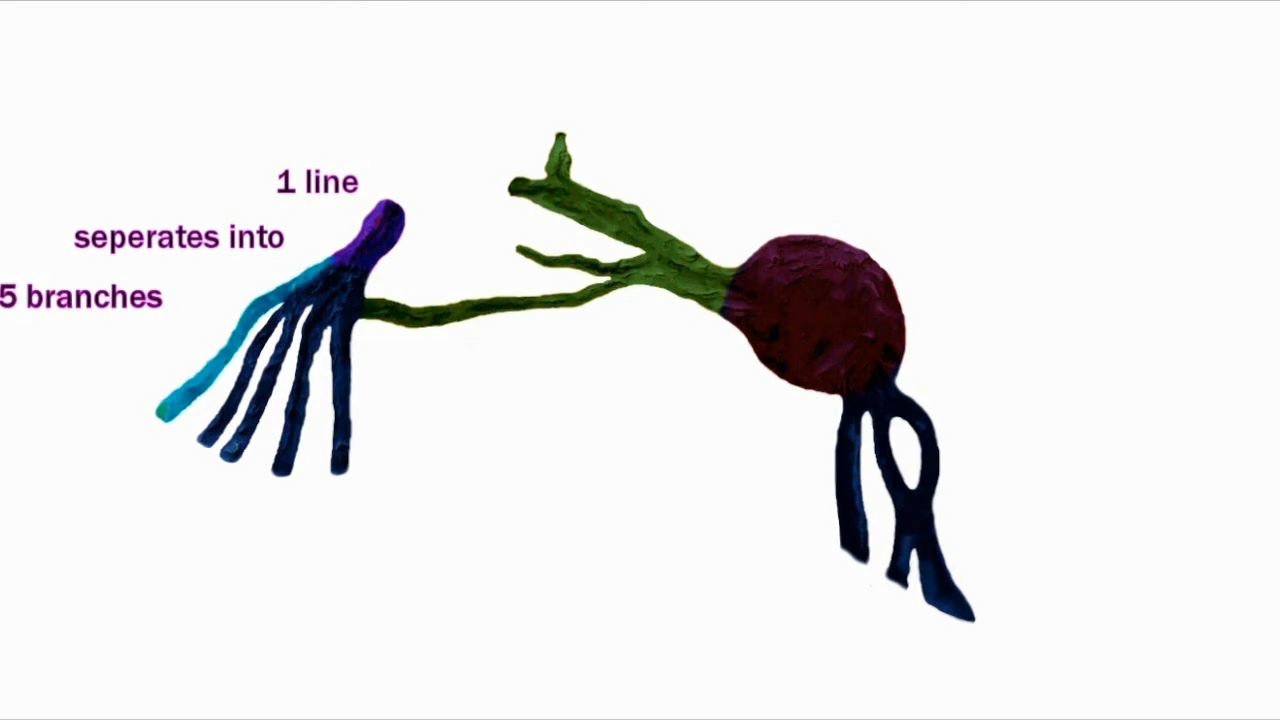 1 line
seperates into
5 branches